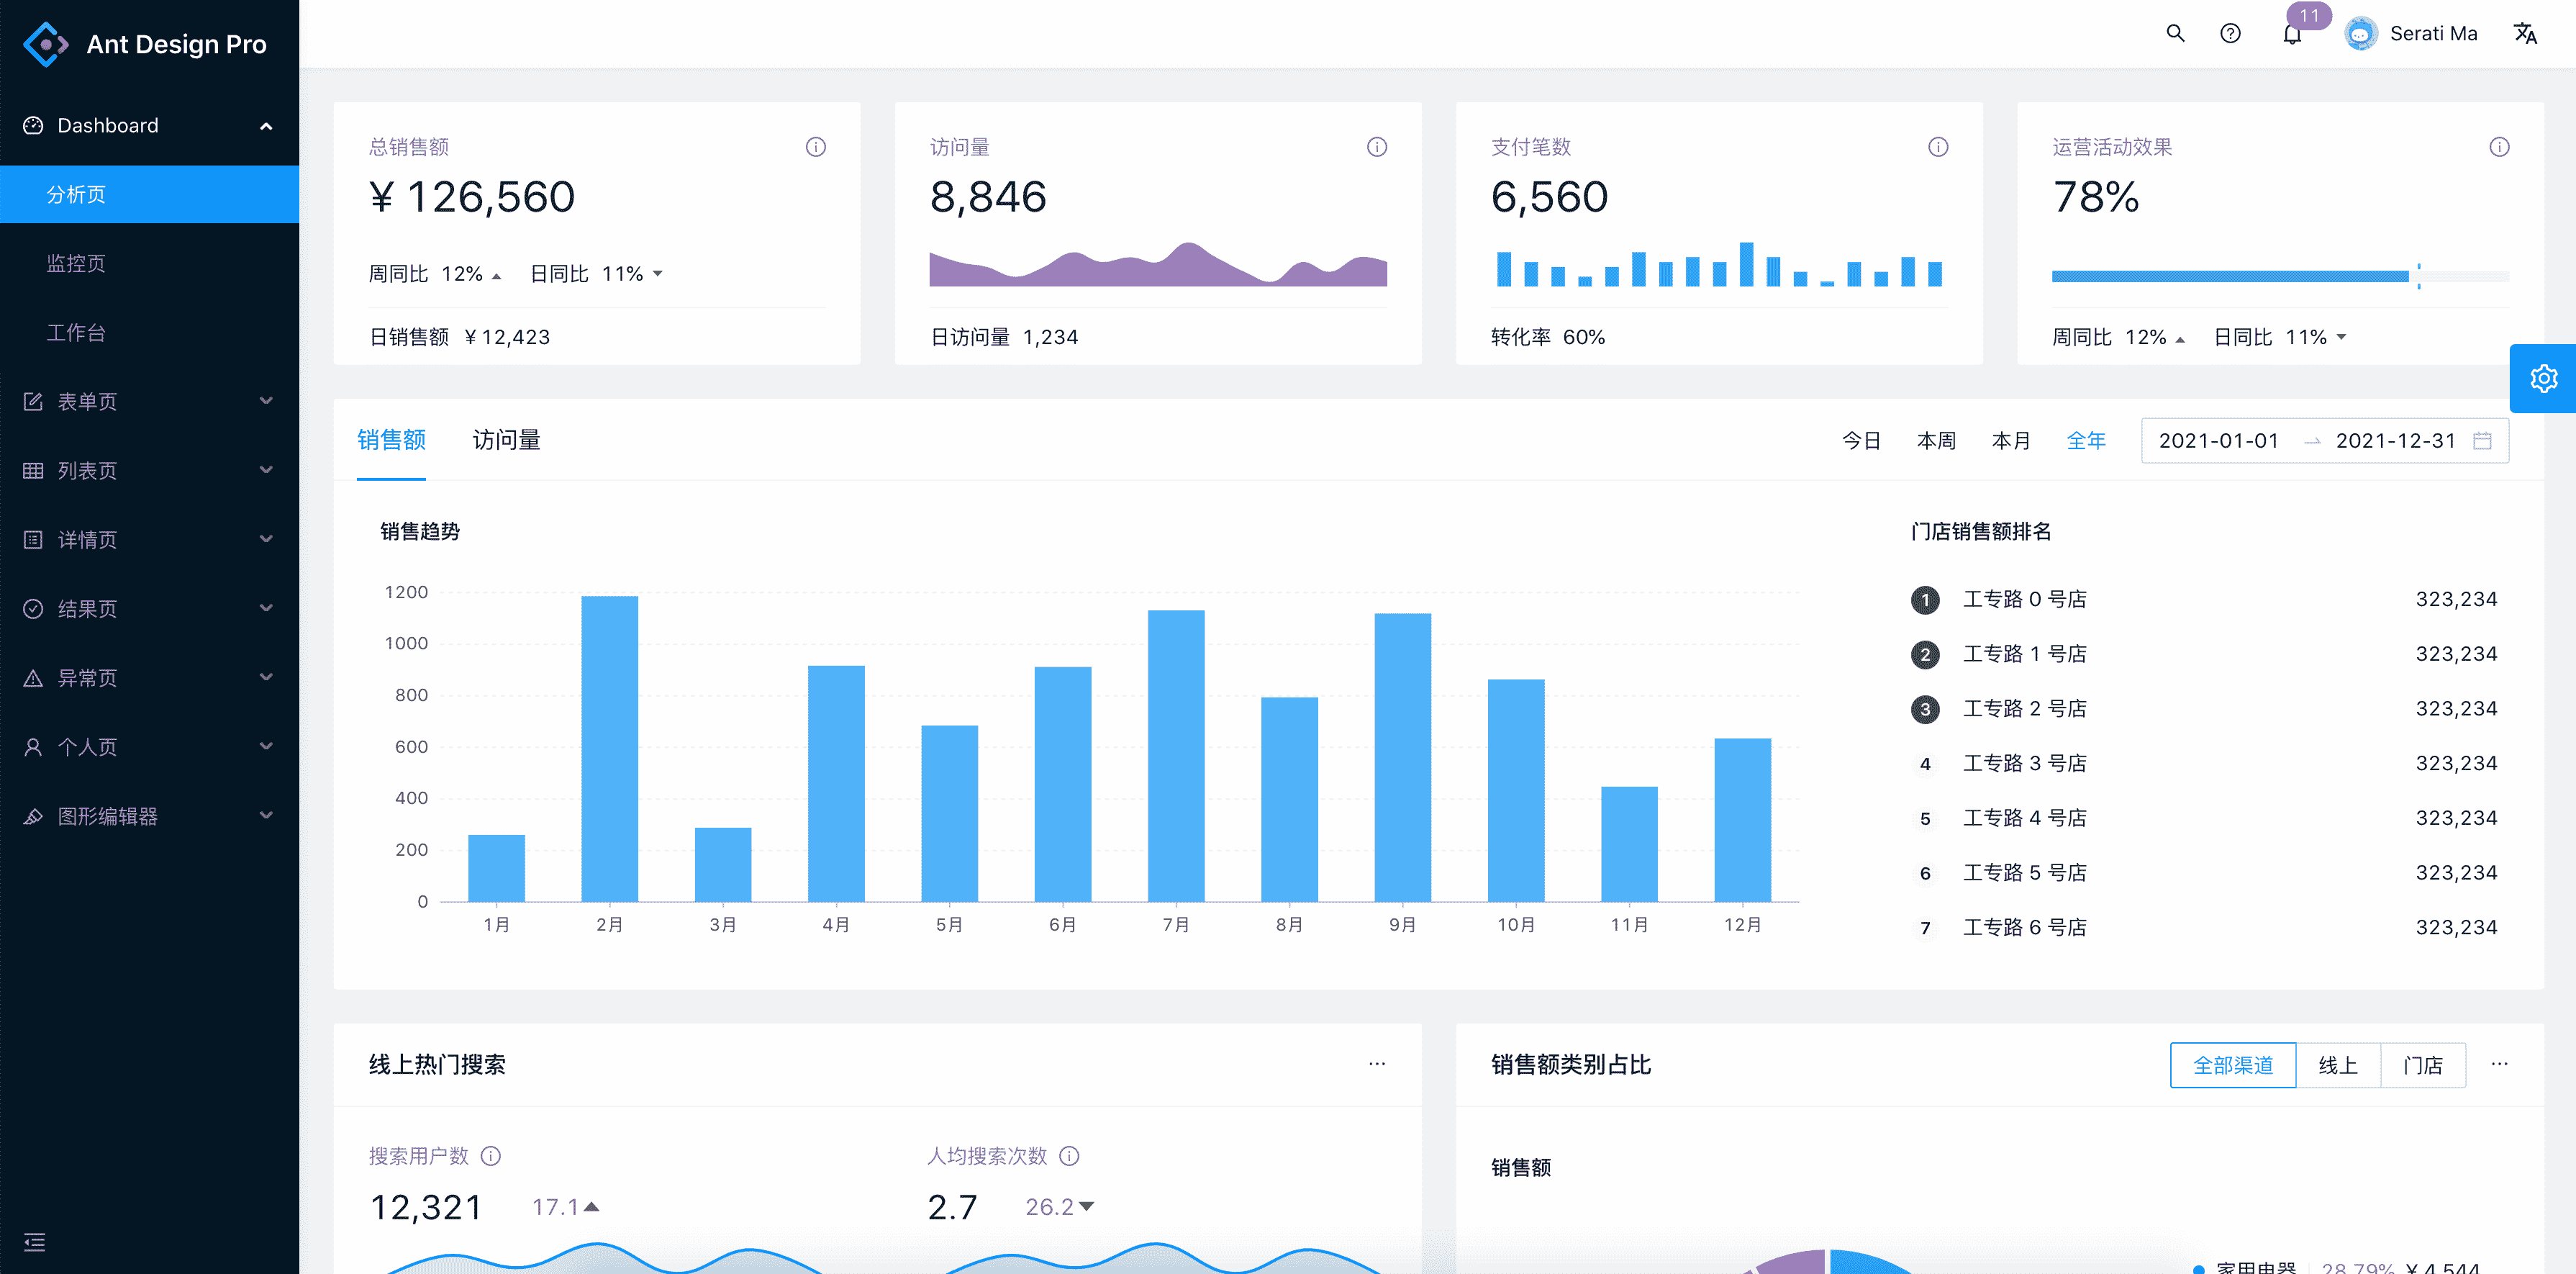 Ant Design Pro
11
Serati Ma
Dashboard
分析页
监控页
工作台
表单页
列表页
详情页
结果页
异常页
个人页
图形编辑器
总销售额
¥ 126,560
周同比 12% 日同比 11%
日销售额 ¥ 12,423
访问量
8,846
日访问量 1,234
支付笔数
6,560
转化率 60%
运营活动效果
78%
周同比 12% 日同比 11%
销售额 访问量
今日 本周 本月 全年 2021-01-01 2021-12-31
销售趋势
1200
1000
800
600
400
200
0
1月 2月 3月 4月 5月 6月 7月 8月 9月 10月 11月 12月
门店销售额排名
1 工专路 0 号店 323,234
2 工专路 1 号店 323,234
3 工专路 2 号店 323,234
4 工专路 3 号店 323,234
5 工专路 4 号店 323,234
6 工专路 5 号店 323,234
7 工专路 6 号店 323,234
线上热门搜索
搜索用户数
12,321 17.1
人均搜索次数
2.7 26.2
销售额类别占比
全部渠道 线上 门店
销售额
家用电器 28.79% ¥ 4,544